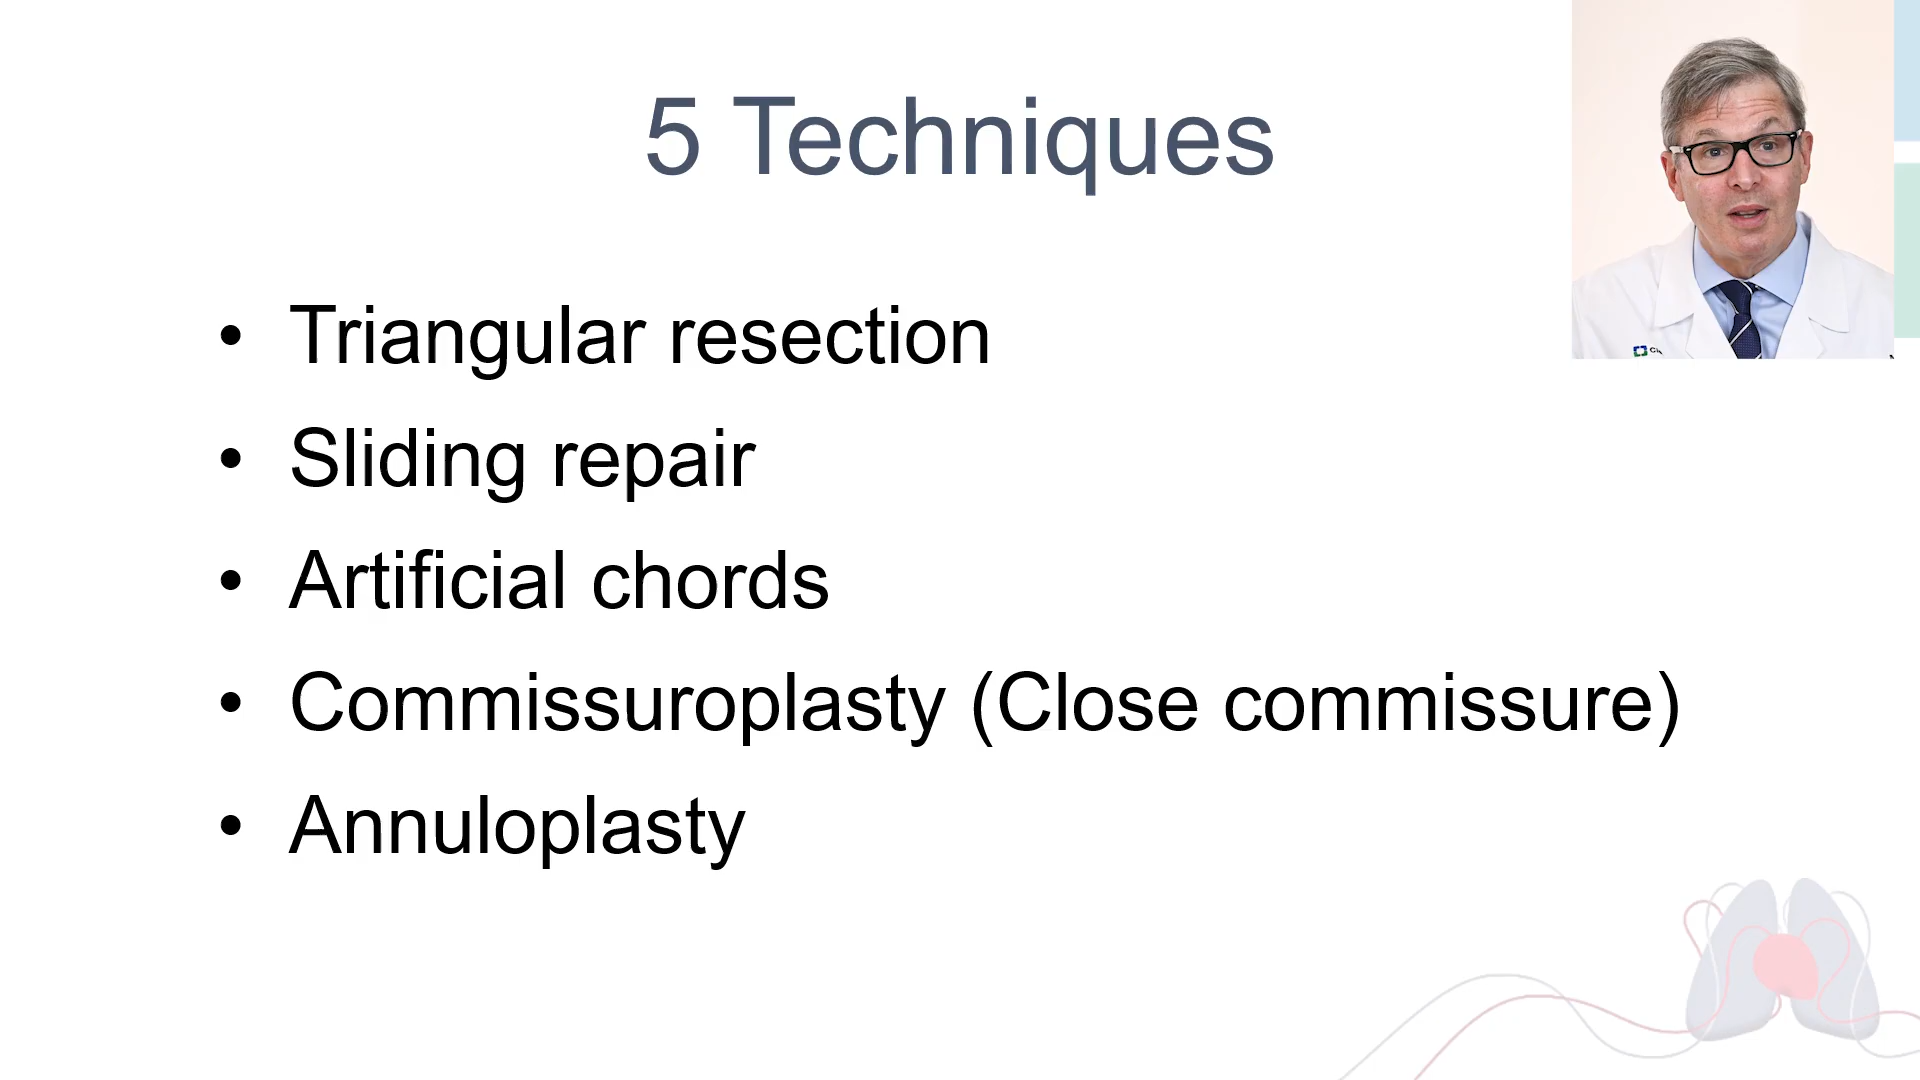 5 Techniques
• Triangular resection
• Sliding repair
• Artificial chords
• Commissuroplasty (Close commissure)
• Annuloplasty